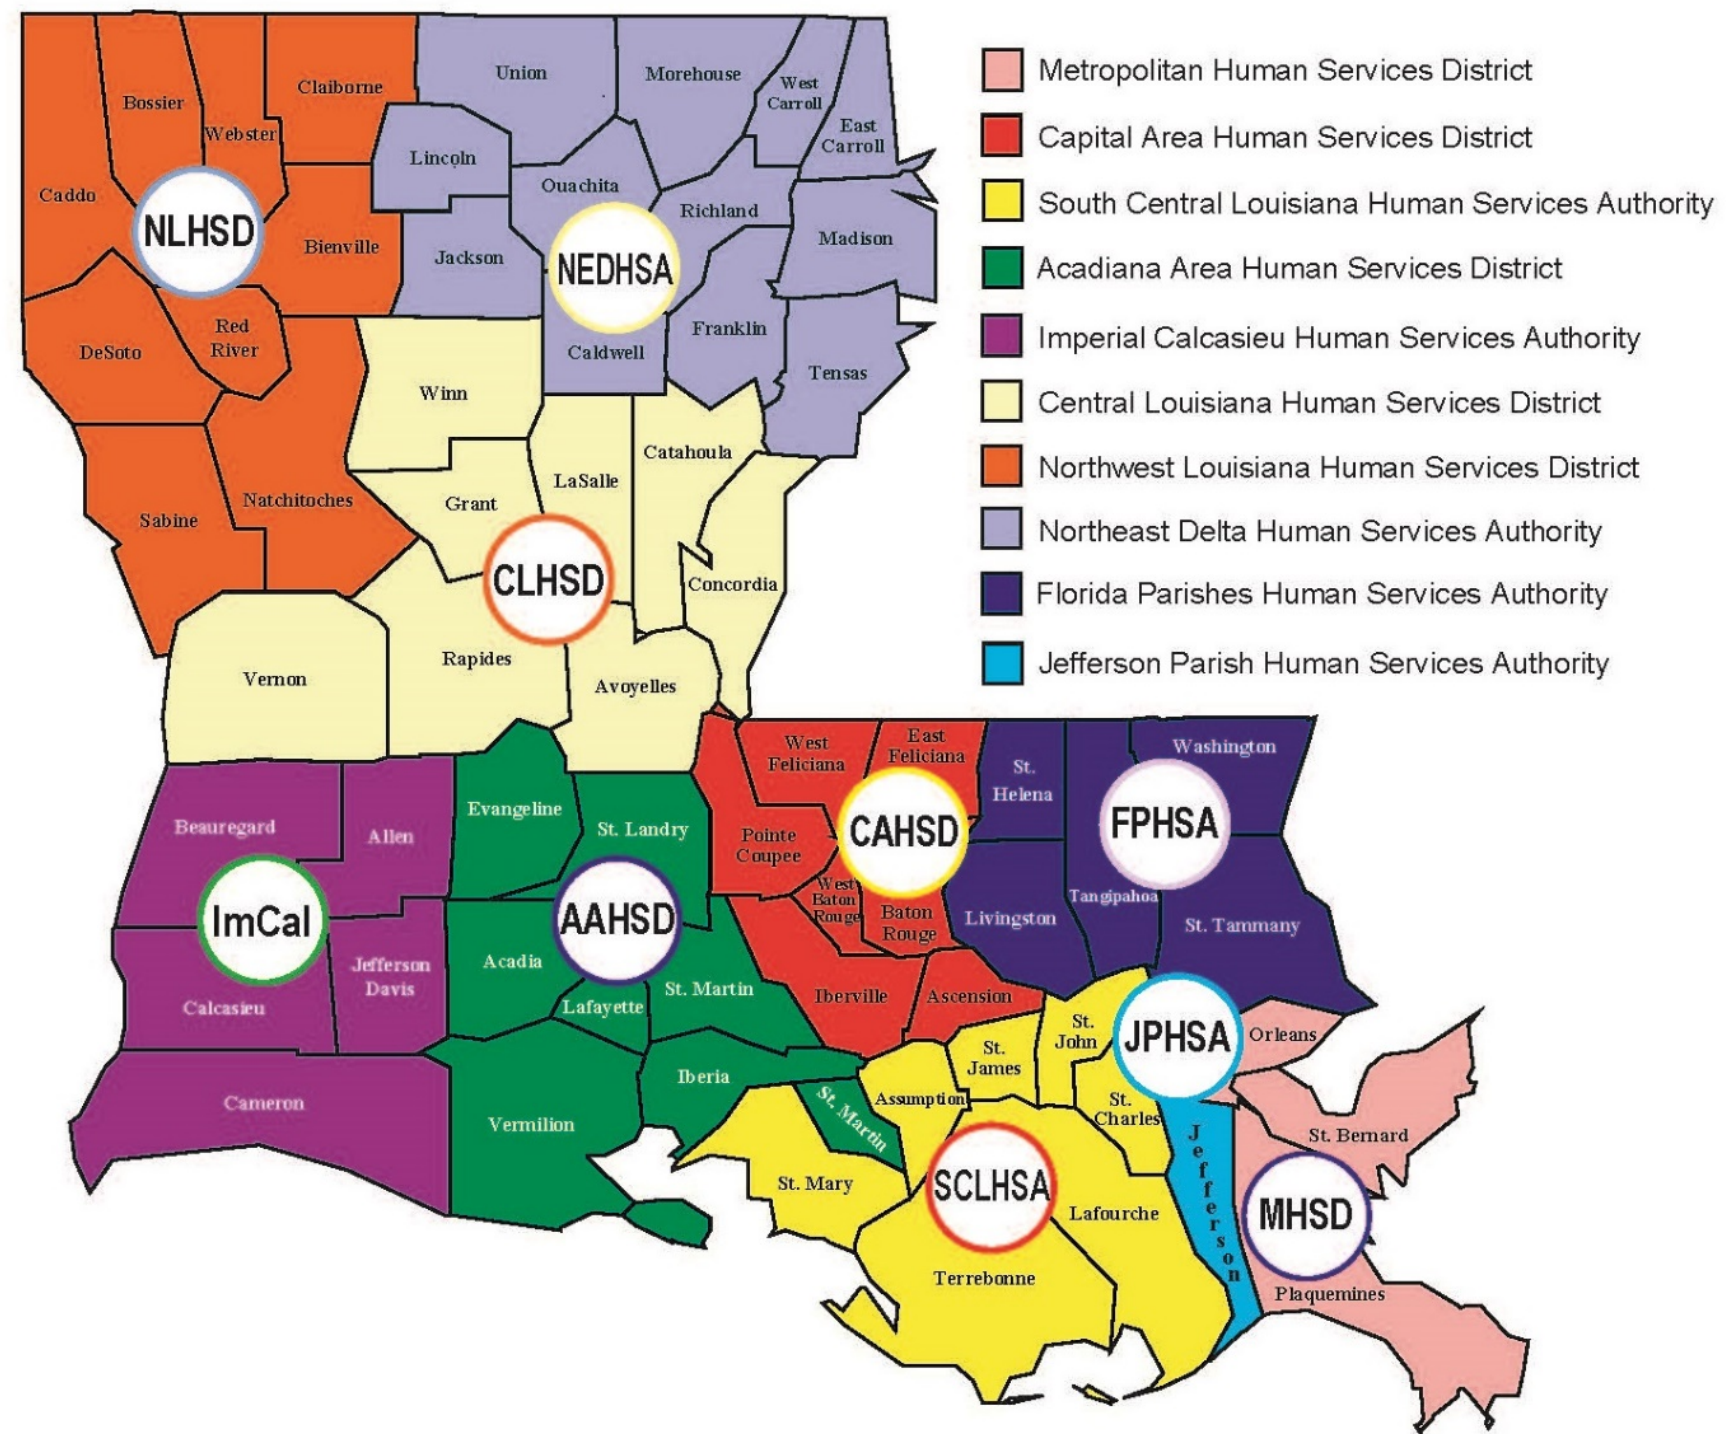 Union
Morehouse
West
Carroll
East
Carroll
Claiborne
Bossier
Webster
Lincoln
Ouachita
Richland
Madison
Caddo
NLHSD
Bienville
Jackson
NEDHSA
Franklin
Caldwell
Tensas
DeSoto
Red
River
Winn
Catahoula
LaSalle
Grant
Natchitoches
Sabine
CLHSD
Concordia
Vernon
Rapides
Avoyelles
West
Feliciana
East
Feliciana
St.
Helena
Washington
Beauregard
Allen
Evangeline
St. Landry
Pointe
Coupee
CAHSD
FPHSA
West
Baton
Rouge
Baton
Rouge
Livingston
Tangipahoa
St. Tammany
ImCal
AAHSD
Acadia
Jefferson
Davis
Calcasieu
Lafayette
St. Martin
Iberville
Ascension
St.
John
JPHSA
Orleans
St.
James
Iberia
Cameron
Vermilion
St. Martin
Assumption
St.
Charles
Jefferson
St. Bernard
St. Mary
SCLHSA
Lafourche
MHSD
Terrebonne
Plaquemines
Metropolitan Human Services District
Capital Area Human Services District
South Central Louisiana Human Services Authority
Acadiana Area Human Services District
Imperial Calcasieu Human Services Authority
Central Louisiana Human Services District
Northwest Louisiana Human Services District
Northeast Delta Human Services Authority
Florida Parishes Human Services Authority
Jefferson Parish Human Services Authority